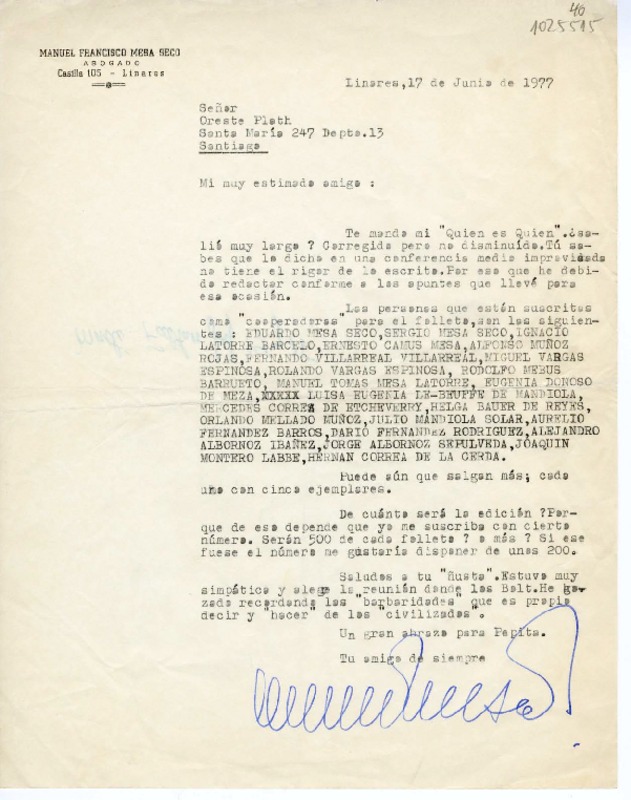 40
1025515
MANUEL FRANCISCO MESA SECO
ABOGADO
Casilla 105 - Linares
Linares,17 de Junio de 1977
Señor
Oreste Plath
Santa María 247 Depto.13
Santiago
Mi muy estimado amigo :
Te mando mi "Quien es Quien".¿sa-
lió muy largo ? Corregido pero no disminuído.Tú sa-
bes que lo dicho en una conferencia medio improvisada
no tiene el rigor de lo escrito.Por eso que he debi-
do redactar conforme a los apuntes que llevé para
esa ocasión.
Las personas que están suscritas
como "cooperadoras" para el folleto,son las siguien-
tes : EDUARDO MESA SECO,SERGIO MESA SECO,IGNACIO
LATORRE BARCELO,ERNESTO CAMUS MESA,ALFONSO MUÑOZ
ROJAS,FERNANDO VILLARREAL VILLARREAL,MIGUEL VARGAS
ESPINOSA,ROLANDO VARGAS ESPINOSA, RODOLFO MEBUS
BARRUETO, MANUEL TOMAS MESA LATORRE, EUGENIA DONOSO
DE MEZA,XXXXX LUISA EUGENIA LE-BEUFFE DE MANDIOLA,
MERCEDES CORREA DE ETCHEVERRY,HELGA BAUER DE REYES,
ORLANDO MELLADO MUÑOZ,JULIO MANDIOLA SOLAR,AURELIO
FERNANDEZ BARROS,DARIO FERNANDEZ RODRIGUEZ,ALEJANDRO
ALBORNOZ IBAÑEZ,JORGE ALBORNOZ SEPULVEDA,JOAQUIN
MONTERO LABBE,HERNAN CORREA DE LA CERDA.
Puede aún que salgan más; cada
uno con cinco ejemplares.
De cuánto será la edición ?Por-
que de eso depende que yo me suscriba con cierto
número. Serán 500 de cada folleto ? o más ? Si ese
fuese el número me gustaría disponer de unos 200.
Saludos a tu "ñusta".Estuvo muy
simpática y alegre la reunión donde los Bolt.He go-
zado recordando las "barbaridades" que es propio
decir y "hacer" de los "civilizados".
Un gran abrazo para Pepita.
Tu amigo de siempre